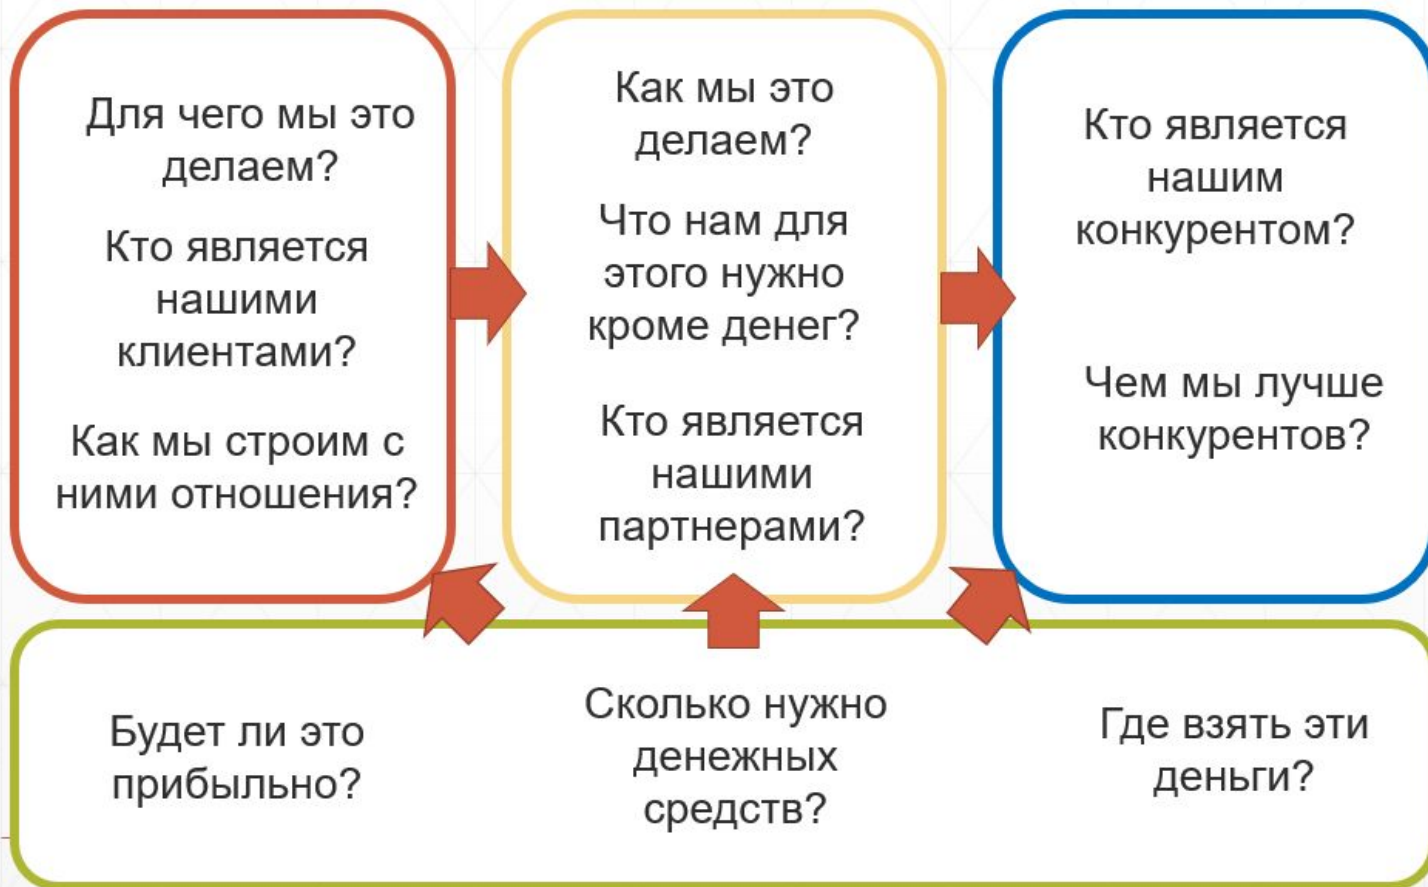 Для чего мы это
делаем?
Кто является
нашими
клиентами?
Как мы строим с
ними отношения?
Как мы это
делаем?
Что нам для
этого нужно
кроме денег?
Кто является
нашими
партнерами?
Кто является
нашим
конкурентом?
Чем мы лучше
конкурентов?
Будет ли это
прибыльно?
Сколько нужно
денежных
средств?
Где взять эти
деньги?